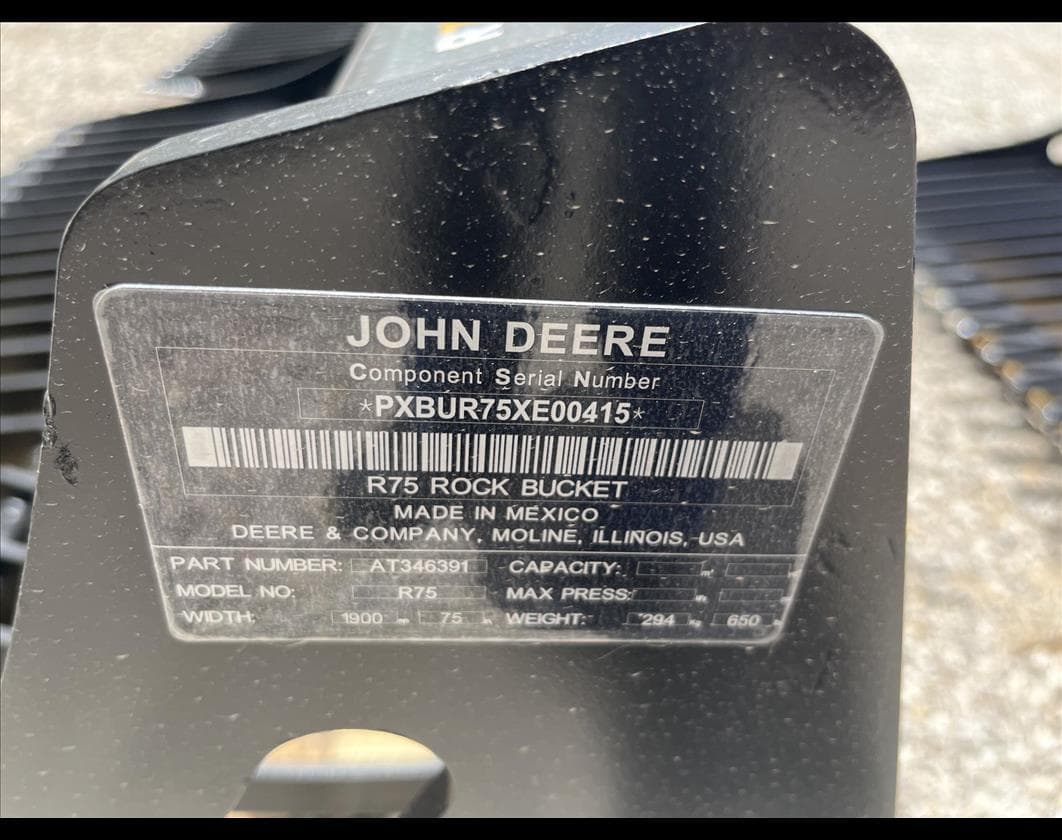 R
JOHN DEERE
Component Serial Number
*PXBUR75XE00415*
R75 ROCK BUCKET
MADE IN MEXICO
DEERE & COMPANY, MOLINE, ILLINOIS, USA
PART NUMBER: AT346391 CAPACITY:
MODEL NO: R75 MAX PRESS:
WIDTH: 1900 75 WEIGHT: 294 kg 650